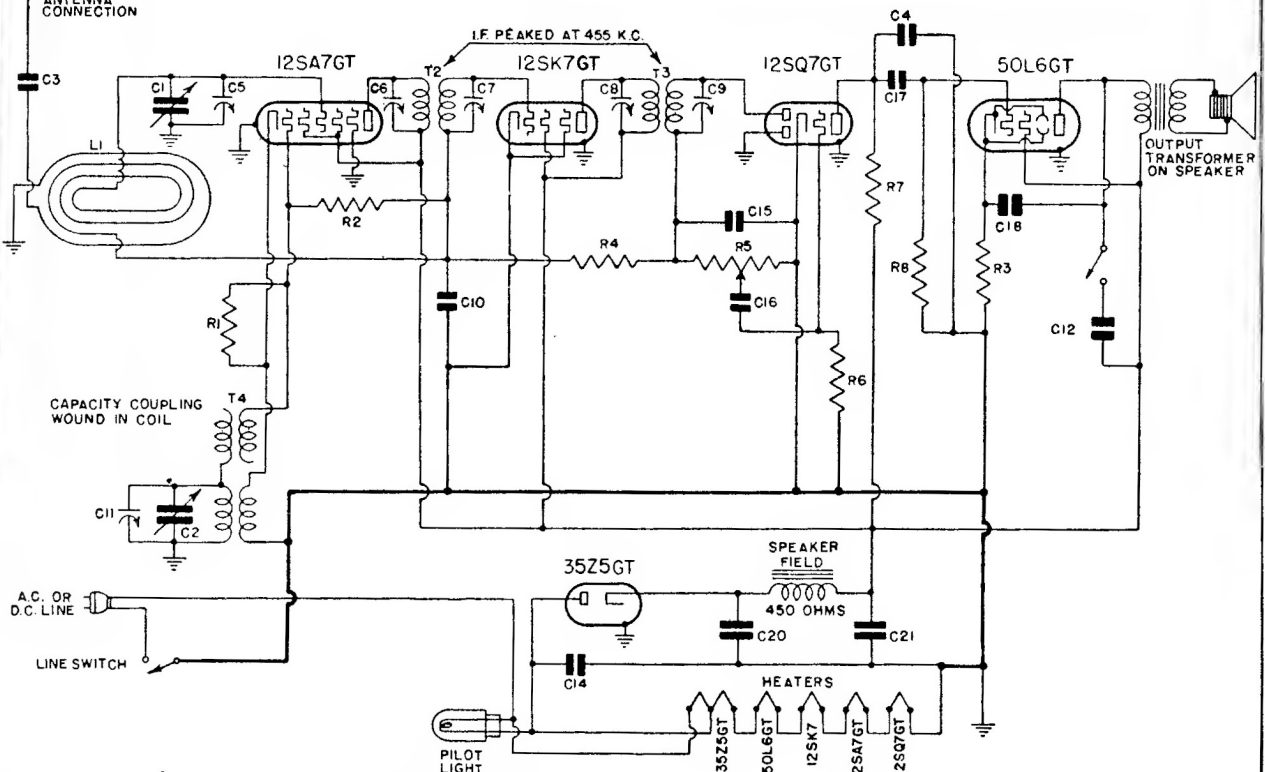 ANTENNA
CONNECTION
C3
C1
C5
12SA7GT
C6
T2
I.F. PEAKED AT 455 K.C.
C7
12SK7GT
C8
T3
C9
12SQ7GT
C4
C17
50L6GT
OUTPUT
TRANSFORMER
ON SPEAKER
L1
R2
R7
C15
C18
R4
R5
R8
R3
C10
C16
C12
R1
R6
CAPACITY COUPLING
WOUND IN COIL
T4
C11
C2
A.C. OR
D.C. LINE
35Z5GT
SPEAKER
FIELD
450 OHMS
C20
C21
LINE SWITCH
C14
HEATERS
PILOT
LIGHT
35Z5GT
50L6GT
12SK7
2SA7GT
2SQ7GT